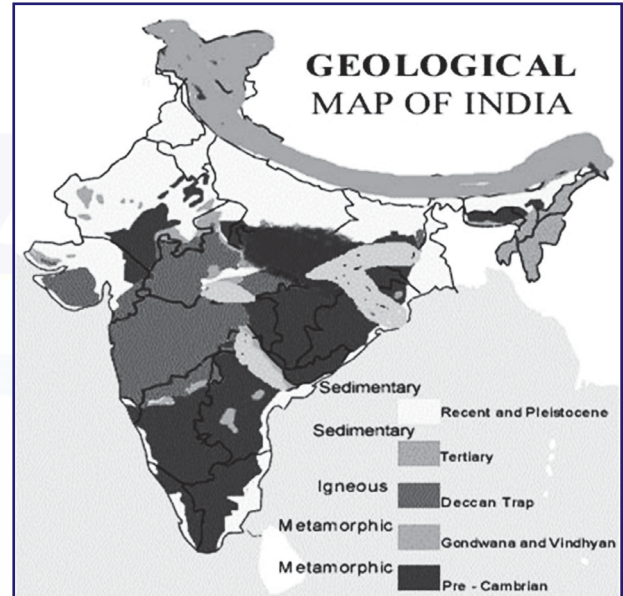 GEOLOGICAL
MAP OF INDIA
Sedimentary
Recent and Pleistocene
Sedimentary
Tertiary
Igneous
Deccan Trap
Metamorphic
Gondwana and Vindhyan
Metamorphic
Pre - Cambrian